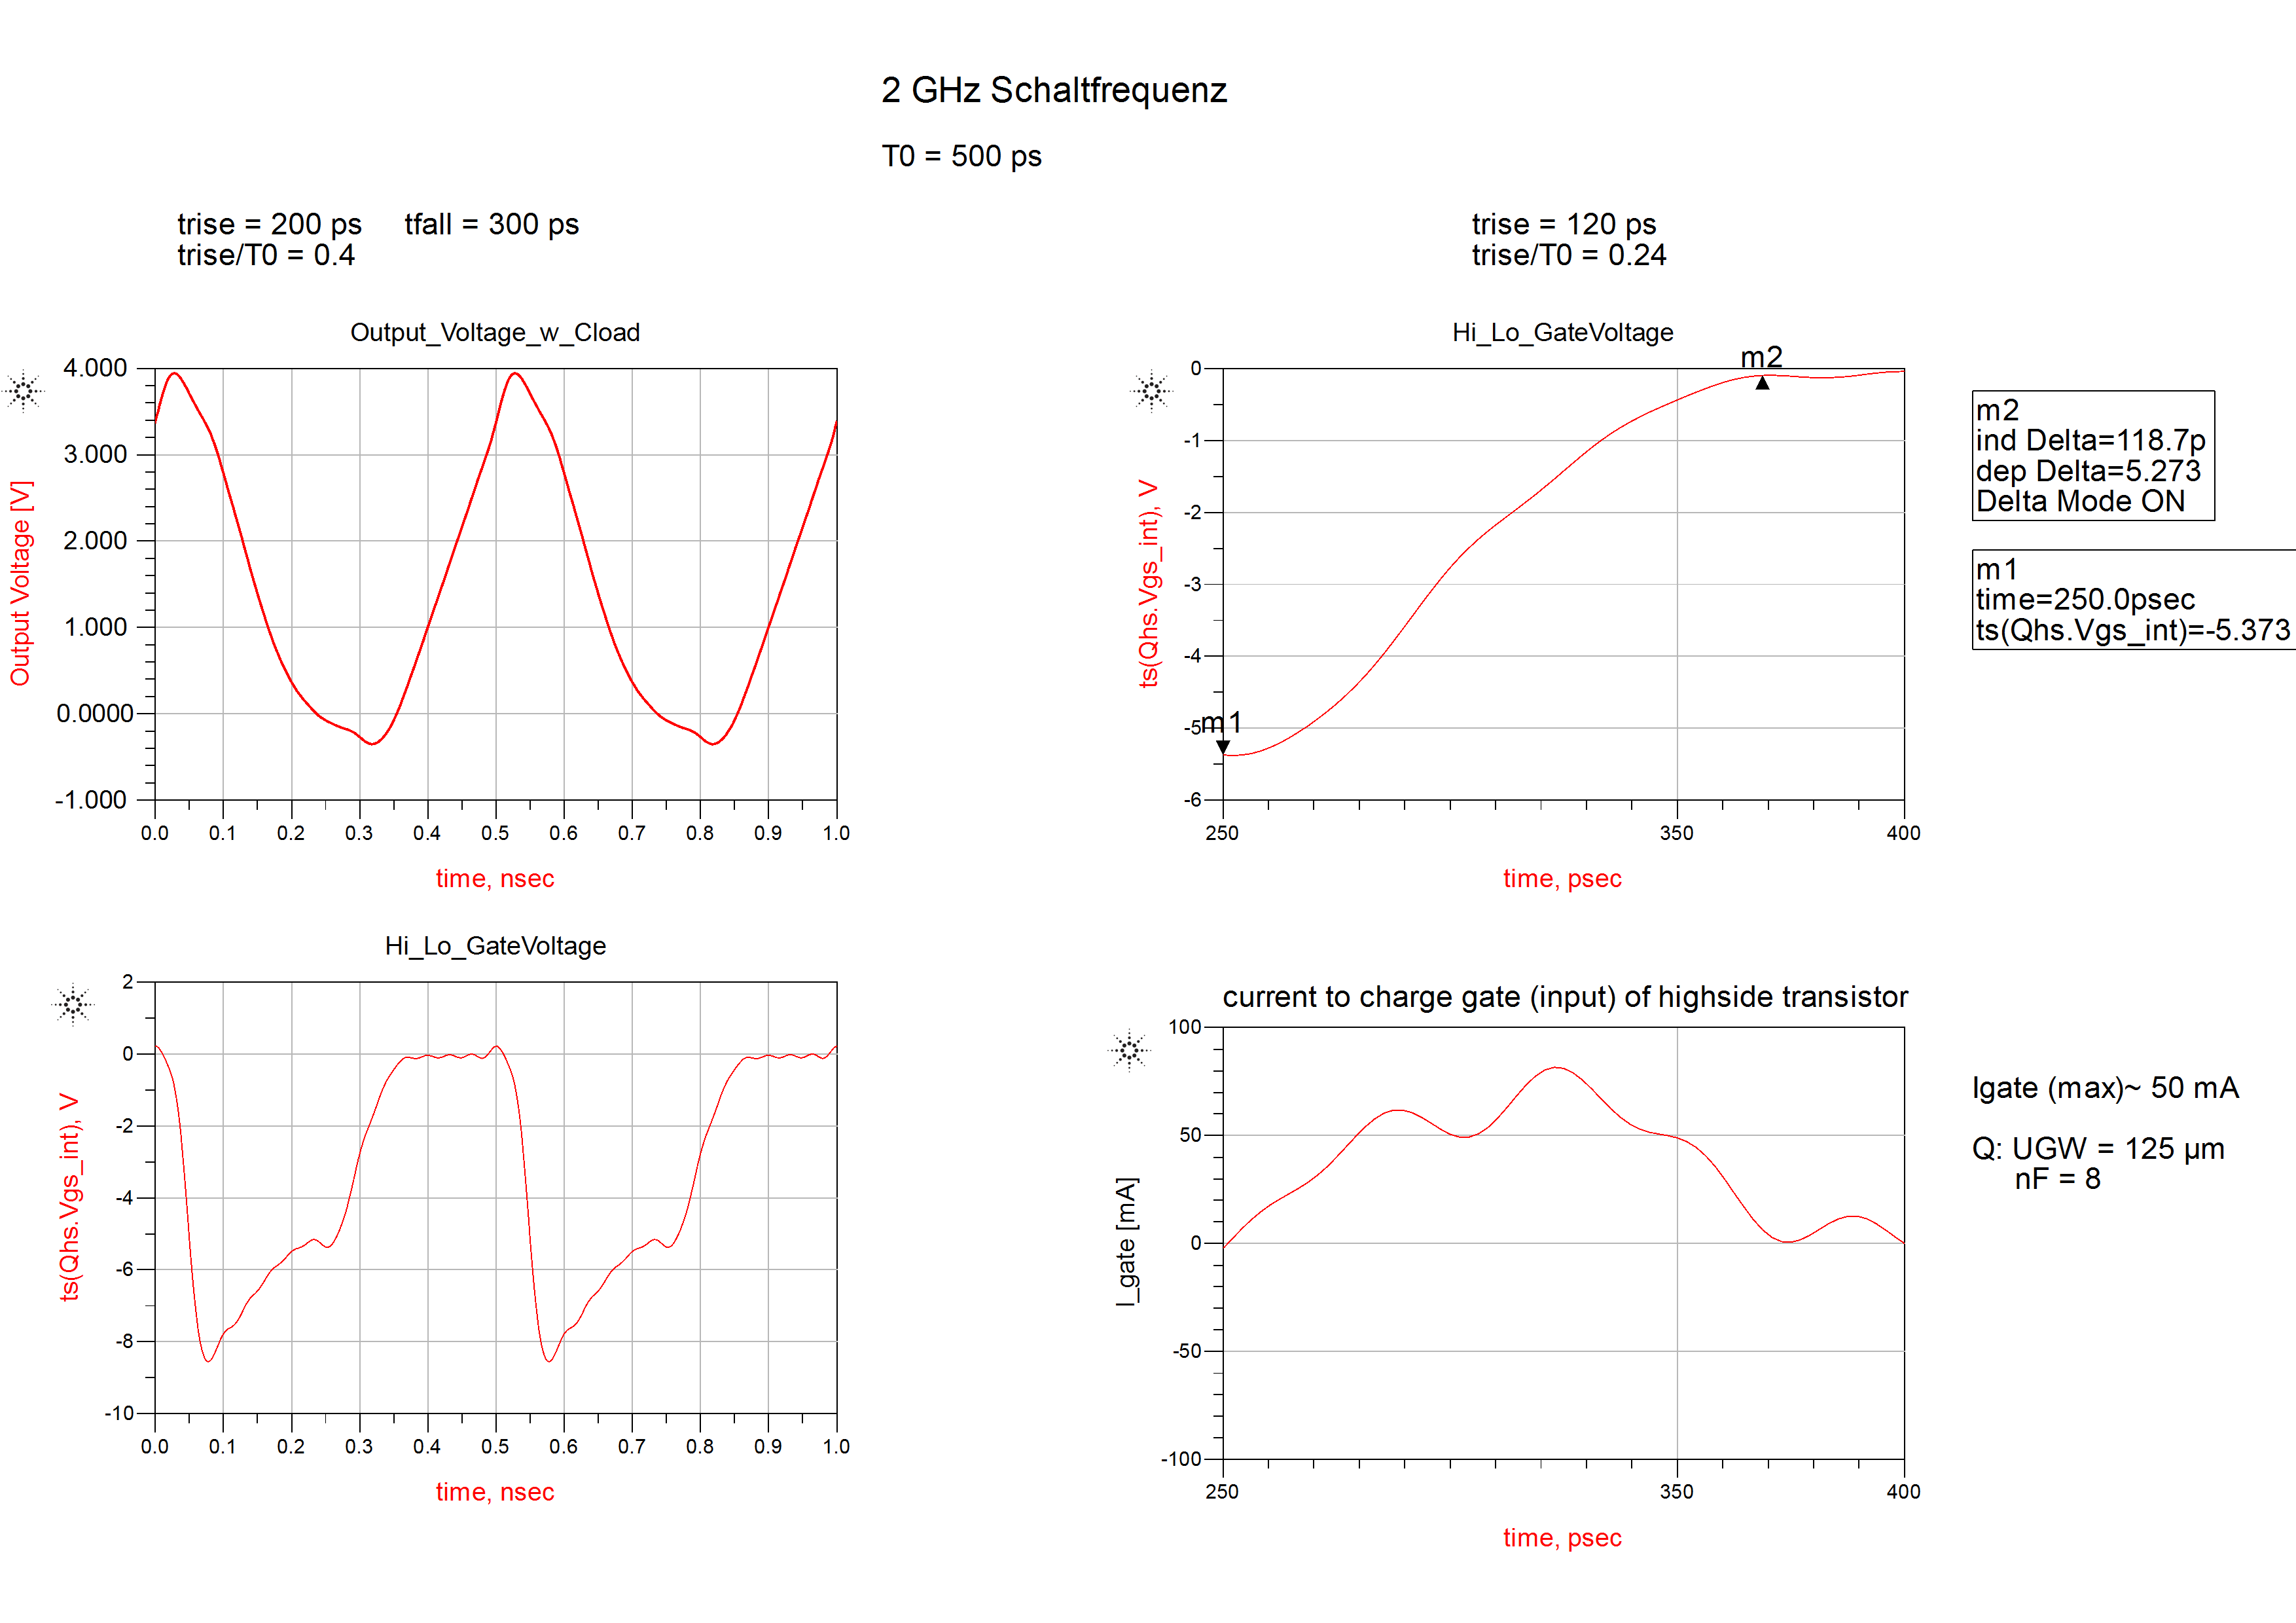 2 GHz Schaltfrequenz
T0 = 500 ps
trise = 200 ps tfall = 300 ps
trise/T0 = 0.4
trise = 120 ps
trise/T0 = 0.24
Output_Voltage_w_Cload
4.000
3.000
2.000
1.000
0.0000
-1.000
Output Voltage [V]
0.0 0.1 0.2 0.3 0.4 0.5 0.6 0.7 0.8 0.9 1.0
time, nsec
Hi_Lo_GateVoltage
m2
0
-1
-2
-3
-4
-5
-6
m1
ts(Qhs.Vgs_int), V
250 350 400
time, psec
m2
ind Delta=118.7p
dep Delta=5.273
Delta Mode ON
m1
time=250.0psec
ts(Qhs.Vgs_int)=-5.373
Hi_Lo_GateVoltage
2
0
-2
-4
-6
-8
-10
ts(Qhs.Vgs_int), V
0.0 0.1 0.2 0.3 0.4 0.5 0.6 0.7 0.8 0.9 1.0
time, nsec
current to charge gate (input) of highside transistor
100
50
0
-50
-100
I_gate [mA]
250 350 400
time, psec
Igate (max)~ 50 mA
Q: UGW = 125 µm
nF = 8